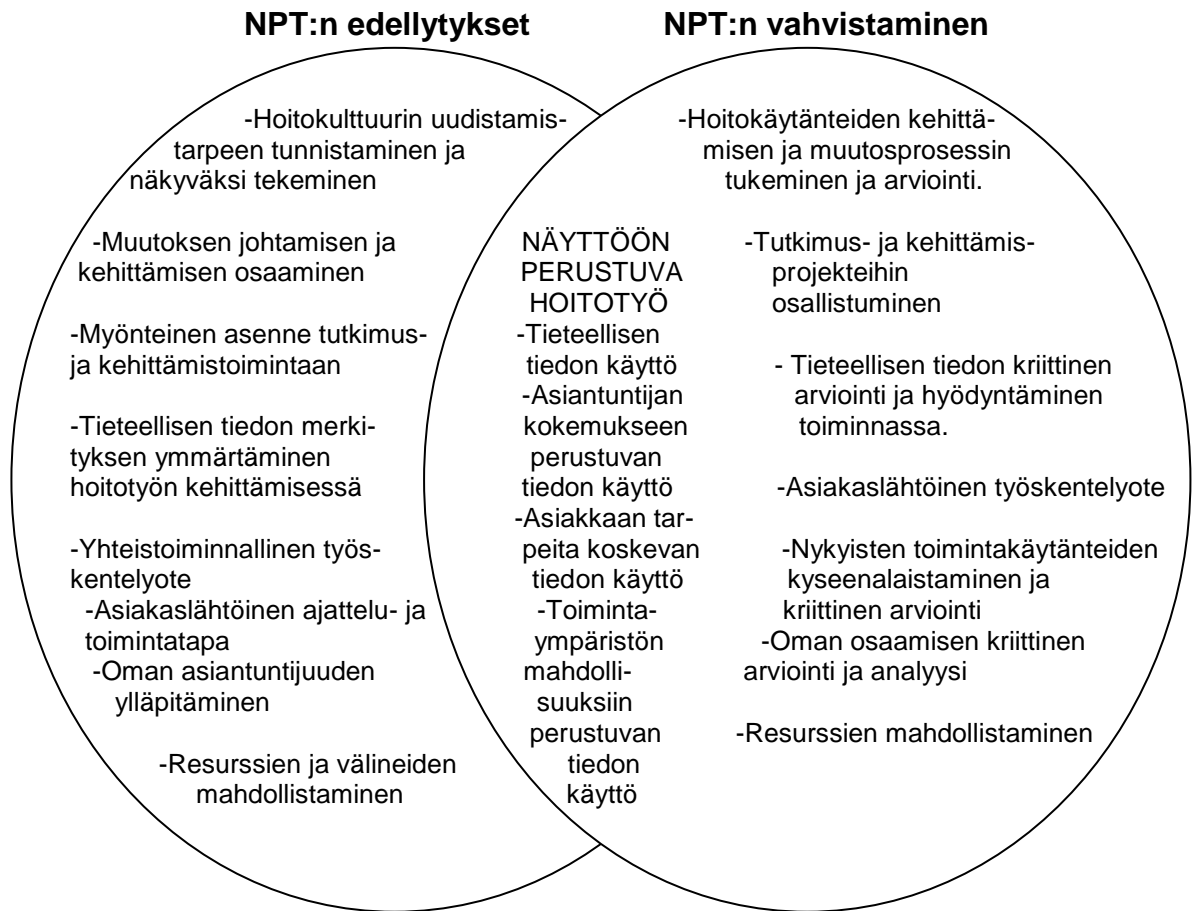 NPT:n edellytykset
-Hoitokulttuurin uudistamis-
tarpeen tunnistaminen ja
näkyväksi tekeminen
-Muutoksen johtamisen ja
kehittämisen osaaminen
-Myönteinen asenne tutkimus-
ja kehittämistoimintaan
-Tieteellisen tiedon merki-
tyksen ymmärtäminen
hoitotyön kehittämisessä
-Yhteistoiminnallinen työs-
kentelyote
-Asiakaslähtöinen ajattelu- ja
toimintatapa
-Oman asiantuntijuuden
ylläpitäminen
-Resurssien ja välineiden
mahdollistaminen
NÄYTTÖÖN
PERUSTUVA
HOITOTYÖ
-Tieteellisen
tiedon käyttö
-Asiantuntijan
kokemukseen
perustuvan
tiedon käyttö
-Asiakkaan tar-
peita koskevan
tiedon käyttö
-Toiminta-
ympäristön
mahdolli-
suuksiin
perustuvan
tiedon
käyttö
NPT:n vahvistaminen
-Hoitokäytänteiden kehittä-
misen ja muutosprosessin
tukeminen ja arviointi.
-Tutkimus- ja kehittämis-
projekteihin
osallistuminen
- Tieteellisen tiedon kriittinen
arviointi ja hyödyntäminen
toiminnassa.
-Asiakaslähtöinen työskentelyote
-Nykyisten toimintakäytänteiden
kyseenalaistaminen ja
kriittinen arviointi
-Oman osaamisen kriittinen
arviointi ja analyysi
-Resurssien mahdollistaminen